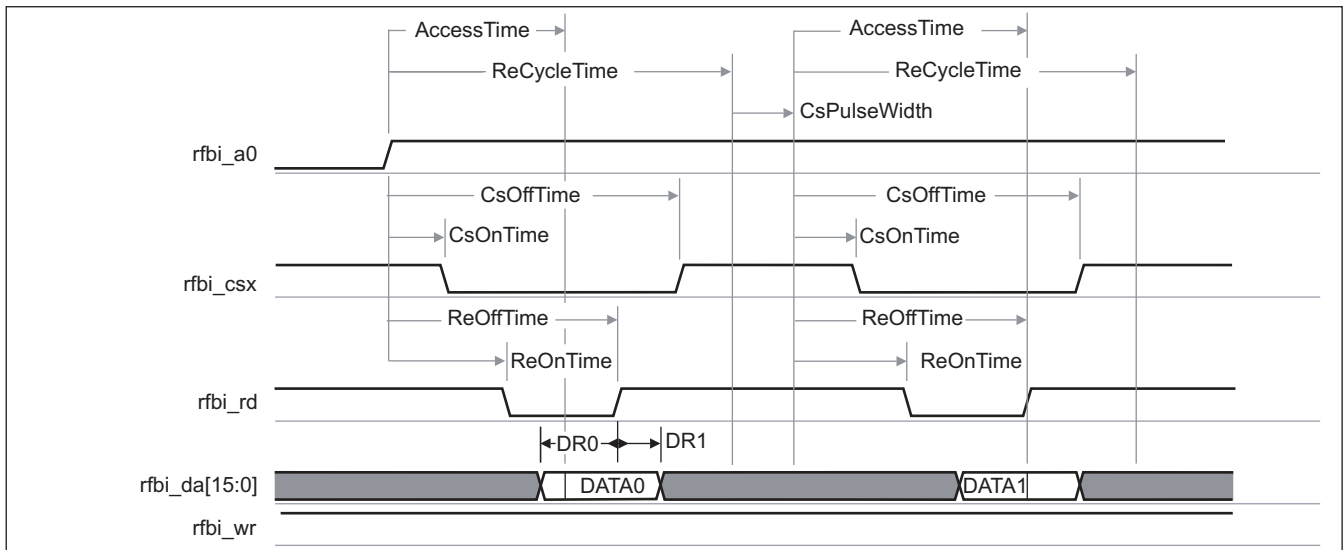 AccessTime AccessTime
ReCycleTime ReCycleTime
CsPulseWidth
rfbi_a0
CsOffTime CsOffTime
CsOnTime CsOnTime
rfbi_csx
ReOffTime ReOffTime
ReOnTime ReOnTime
rfbi_rd
DR0 DR1
rfbi_da[15:0] DATA0 DATA1
rfbi_wr